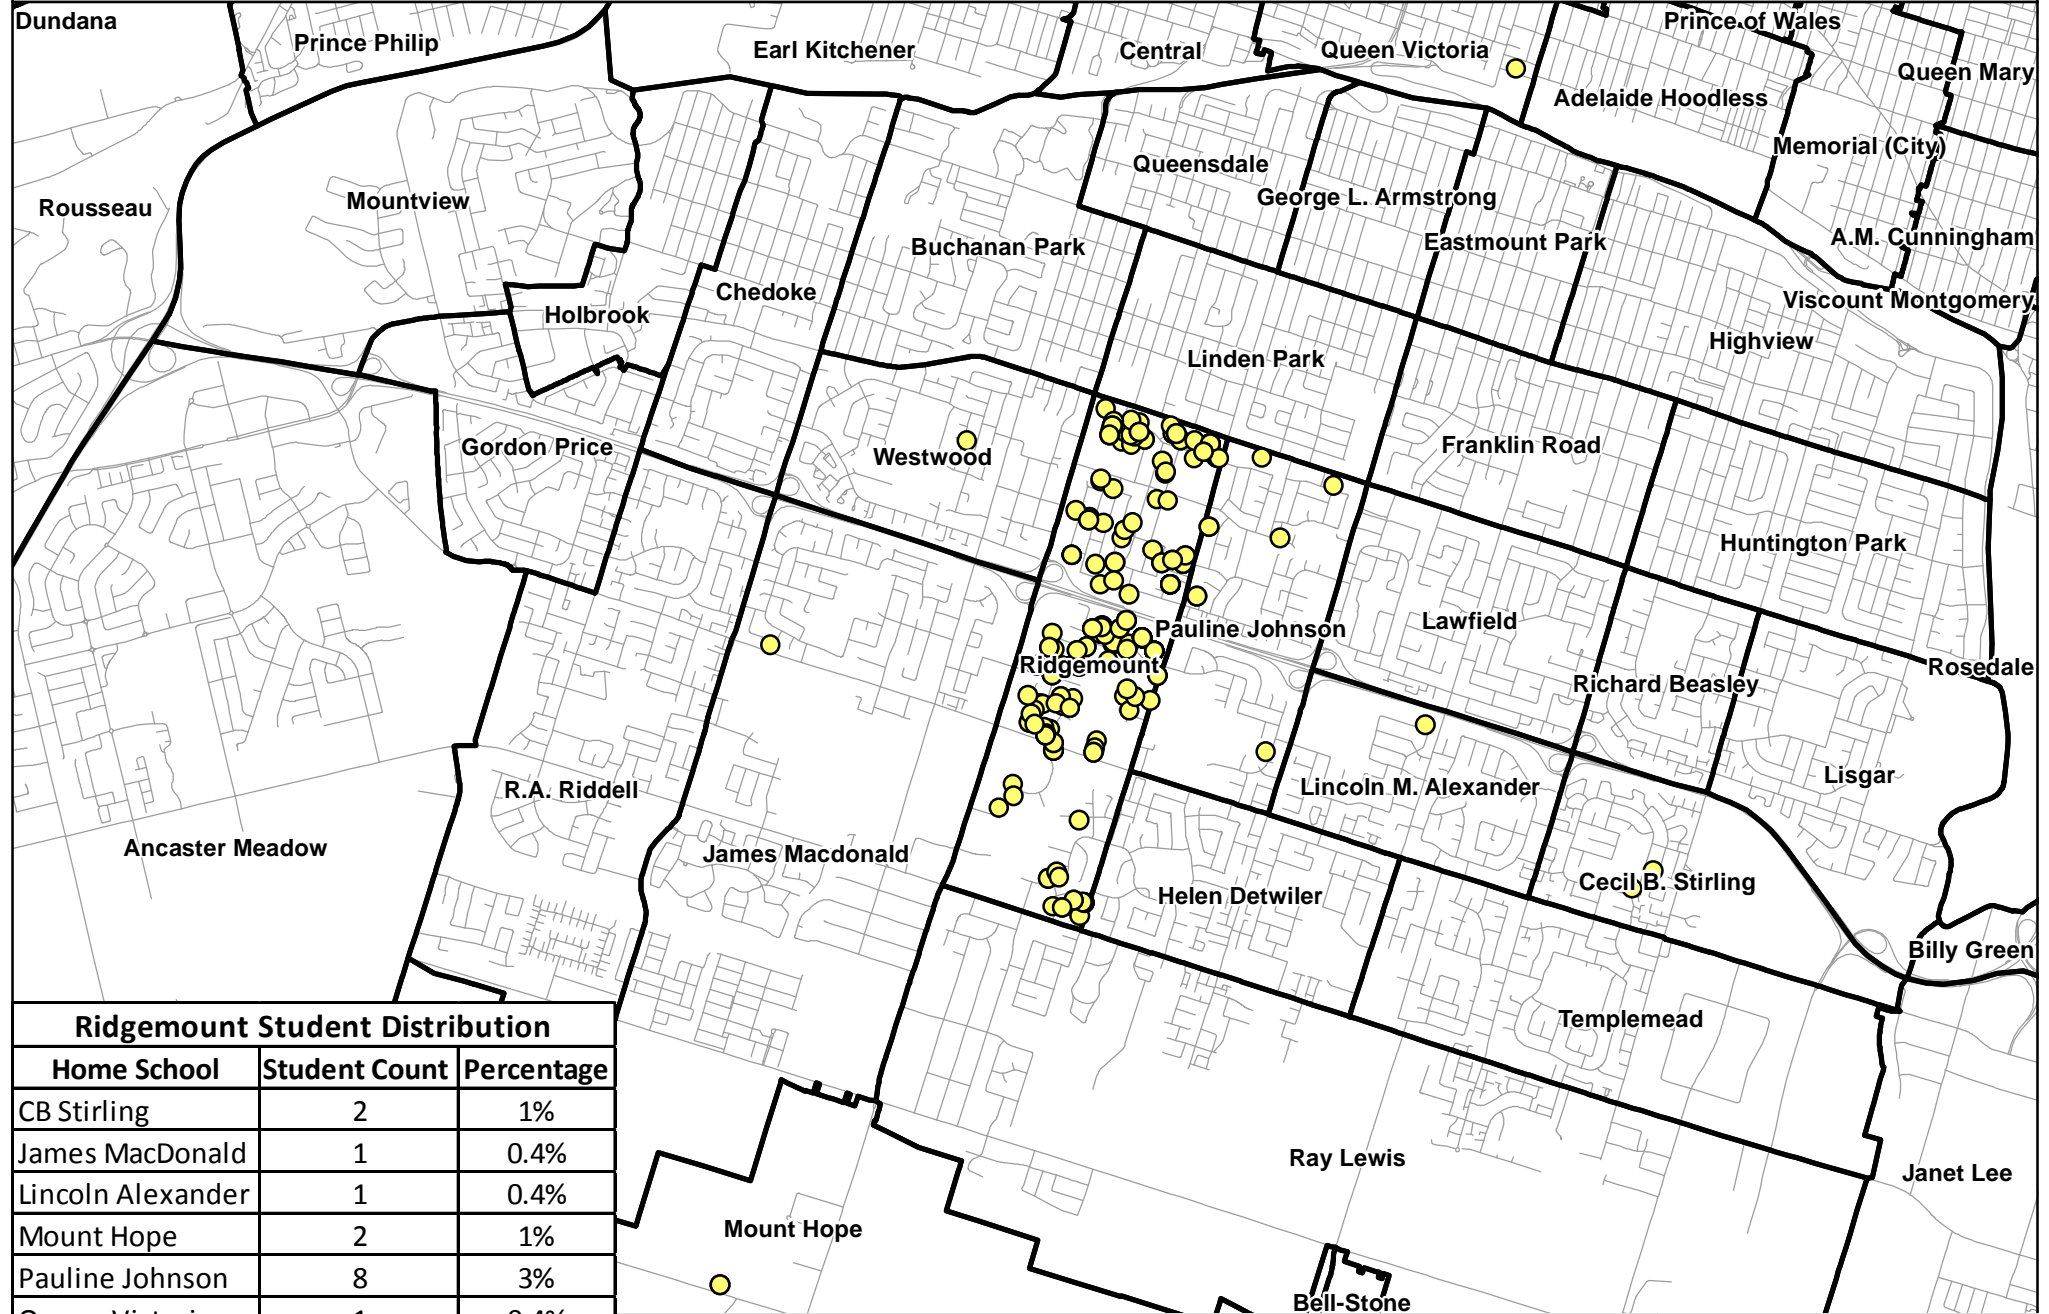 Dundana
Prince Philip
Earl Kitchener
Central
Queen Victoria
Prince of Wales
Queen Mary
Adelaide Hoodless
Memorial (City)
Queensdale
George L. Armstrong
Rousseau
Mountview
Buchanan Park
Eastmount Park
A.M. Cunningham
Chedoke
Holbrook
Viscount Montgomery
Highview
Linden Park
Gordon Price
Westwood
Franklin Road
Huntington Park
Lawfield
Pauline Johnson
Ridgemount
Rosedale
Richard Beasley
Lisgar
R.A. Riddell
Lincoln M. Alexander
Ancaster Meadow
James Macdonald
Helen Detwiler
Cecil B. Stirling
Billy Green
Templemead
Ray Lewis
Janet Lee
Mount Hope
Bell-Stone
Ridgemount Student Distribution
Home School Student Count Percentage
CB Stirling 2 1%
James MacDonald 1 0.4%
Lincoln Alexander 1 0.4%
Mount Hope 2 1%
Pauline Johnson 8 3%